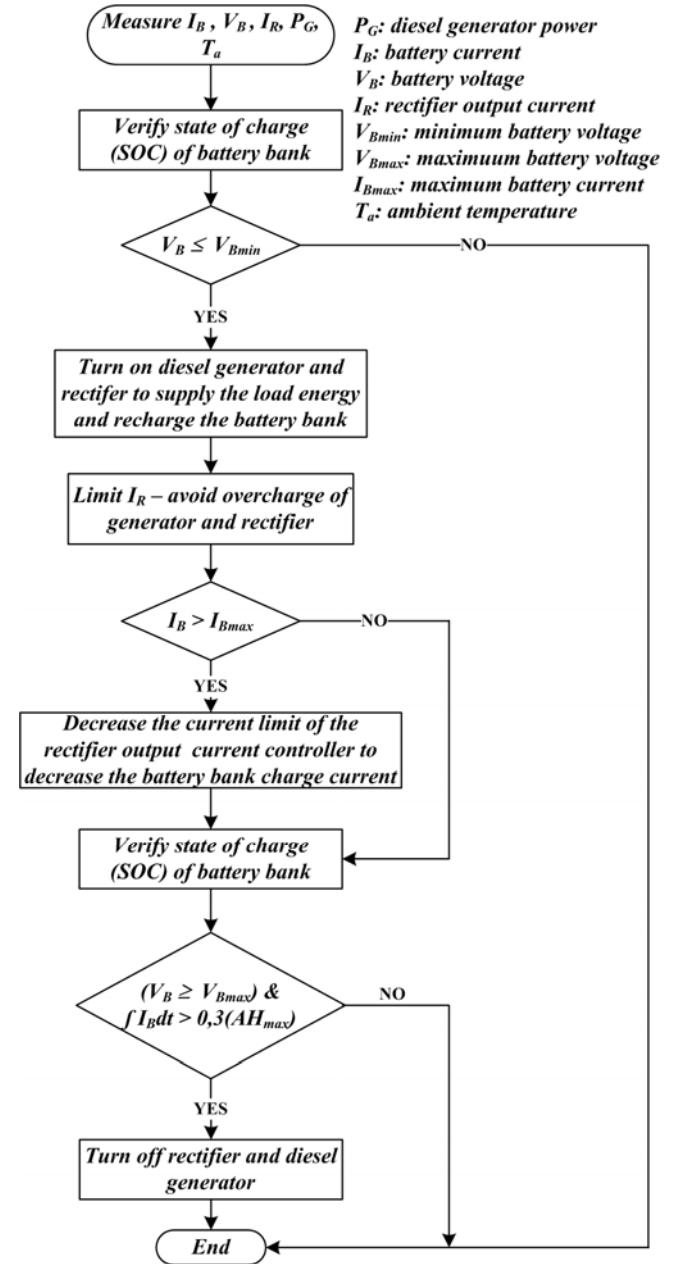 Measure I_B , V_B , I_R, P_G,
T_a
P_G: diesel generator power
I_B: battery current
V_B: battery voltage
I_R: rectifier output current
V_Bmin: minimum battery voltage
V_Bmax: maximuum battery voltage
I_Bmax: maximum battery current
T_a: ambient temperature
Verify state of charge
(SOC) of battery bank
V_B ≤ V_Bmin
NO
YES
Turn on diesel generator and
rectifer to supply the load energy
and recharge the battery bank
Limit I_R – avoid overcharge of
generator and rectifier
I_B > I_Bmax
NO
YES
Decrease the current limit of the
rectifier output current controller to
decrease the battery bank charge current
Verify state of charge
(SOC) of battery bank
(V_B ≥ V_Bmax) &
∫ I_B dt > 0,3(AH_max)
NO
YES
Turn off rectifier and diesel
generator
End